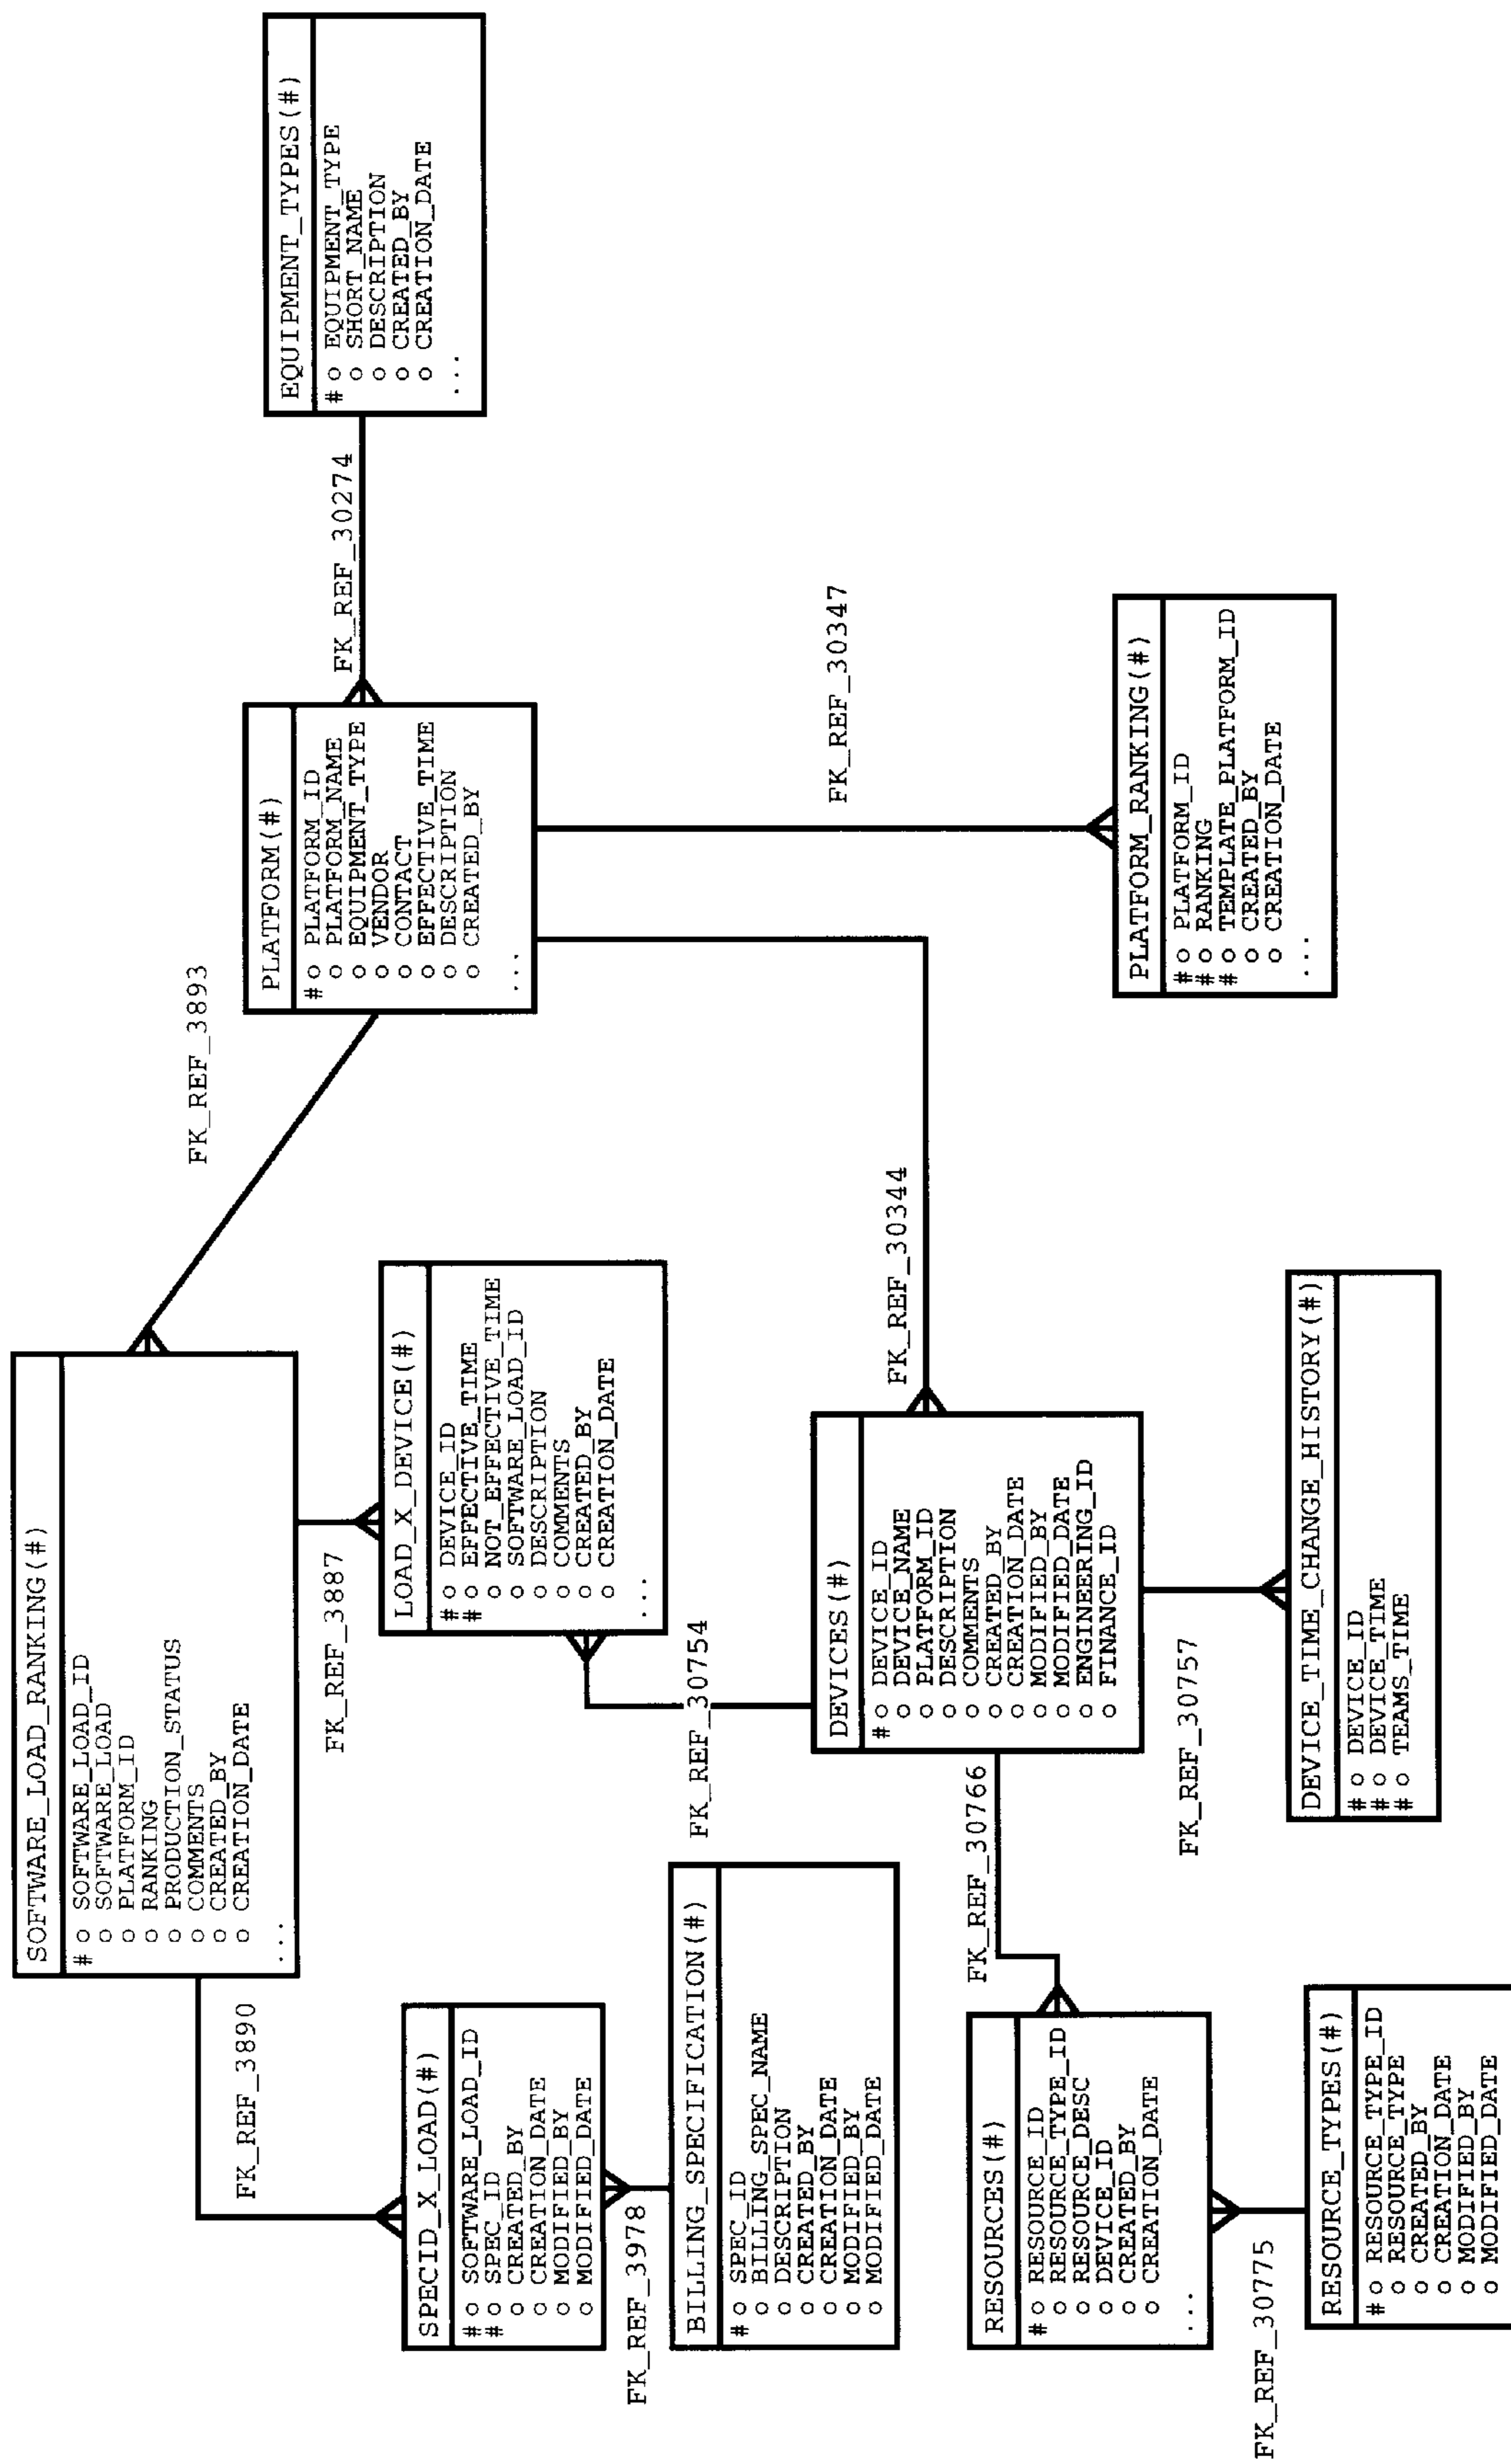 SOFTWARE_LOAD_RANKING(#)
# o SOFTWARE_LOAD_ID
o SOFTWARE_LOAD
o PLATFORM_ID
o RANKING
o PRODUCTION_STATUS
o COMMENTS
o CREATED_BY
o CREATION_DATE
...
FK_REF_3893
FK_REF_3890
FK_REF_3887
PLATFORM(#)
# o PLATFORM_ID
o PLATFORM_NAME
o EQUIPMENT_TYPE
o VENDOR
o CONTACT
o EFFECTIVE_TIME
o DESCRIPTION
o CREATED_BY
...
FK_REF_30274
EQUIPMENT_TYPES(#)
# o EQUIPMENT_TYPE
o SHORT_NAME
o DESCRIPTION
o CREATED_BY
o CREATION_DATE
...
SPECID_X_LOAD(#)
# o SOFTWARE_LOAD_ID
# o SPEC_ID
o CREATED_BY
o CREATION_DATE
o MODIFIED_BY
o MODIFIED_DATE
FK_REF_3978
LOAD_X_DEVICE(#)
# o DEVICE_ID
# o EFFECTIVE_TIME
o NOT_EFFECTIVE_TIME
o SOFTWARE_LOAD_ID
o DESCRIPTION
o COMMENTS
o CREATED_BY
o CREATION_DATE
...
FK_REF_30754
BILLING_SPECIFICATION(#)
# o SPEC_ID
o BILLING_SPEC_NAME
o DESCRIPTION
o CREATED_BY
o CREATION_DATE
o MODIFIED_BY
o MODIFIED_DATE
DEVICES(#)
# o DEVICE_ID
o DEVICE_NAME
o PLATFORM_ID
o DESCRIPTION
o COMMENTS
o CREATED_BY
o CREATION_DATE
o MODIFIED_BY
o MODIFIED_DATE
o ENGINEERING_ID
o FINANCE_ID
FK_REF_30344
FK_REF_30347
FK_REF_30766
FK_REF_30757
RESOURCES(#)
# o RESOURCE_ID
o RESOURCE_TYPE_ID
o RESOURCE_DESC
o DEVICE_ID
o CREATED_BY
o CREATION_DATE
...
PLATFORM_RANKING(#)
# o PLATFORM_ID
# o RANKING
# o TEMPLATE_PLATFORM_ID
o CREATED_BY
o CREATION_DATE
...
FK_REF_30775
RESOURCE_TYPES(#)
# o RESOURCE_TYPE_ID
o RESOURCE_TYPE
o CREATED_BY
o CREATION_DATE
o MODIFIED_BY
o MODIFIED_DATE
DEVICE_TIME_CHANGE_HISTORY(#)
# o DEVICE_ID
# o DEVICE_TIME
# o TEAMS_TIME